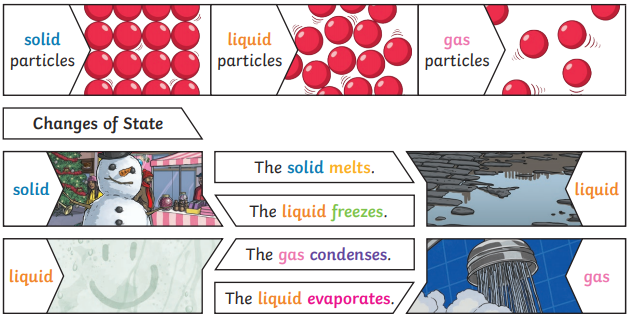 solid
particles
liquid
particles
gas
particles
Changes of State
solid
The solid melts.
liquid
The liquid freezes.
liquid
The gas condenses.
gas
The liquid evaporates.